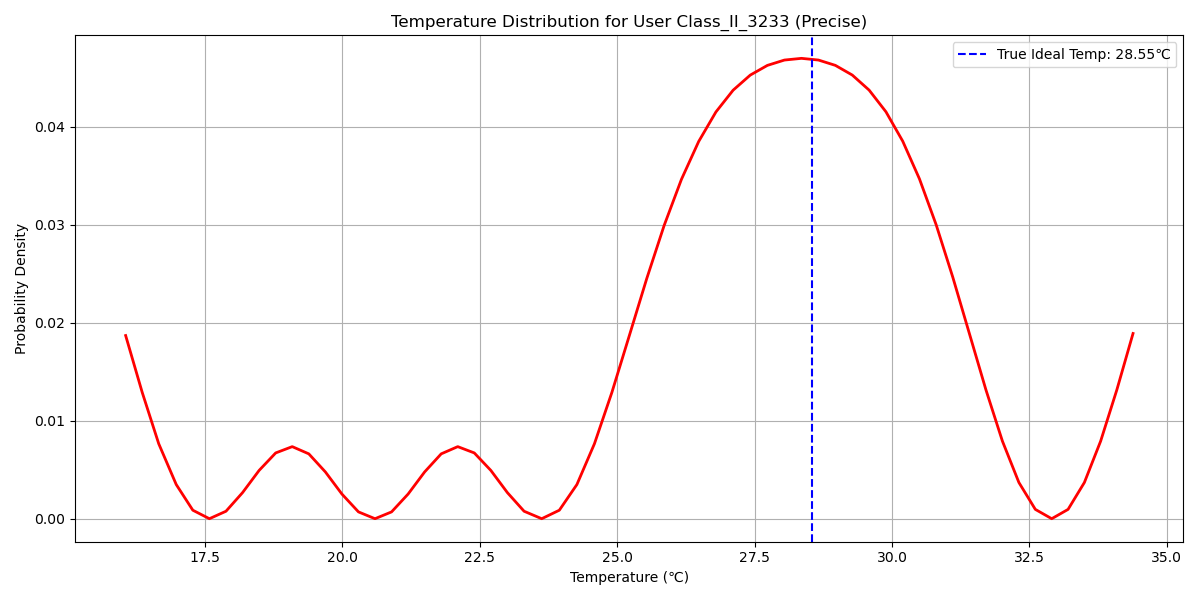 Temperature Distribution for User Class_II_3233 (Precise)
True Ideal Temp: 28.55℃
Probability Density
0.04
0.03
0.02
0.01
0.00
17.5 20.0 22.5 25.0 27.5 30.0 32.5 35.0
Temperature (℃)